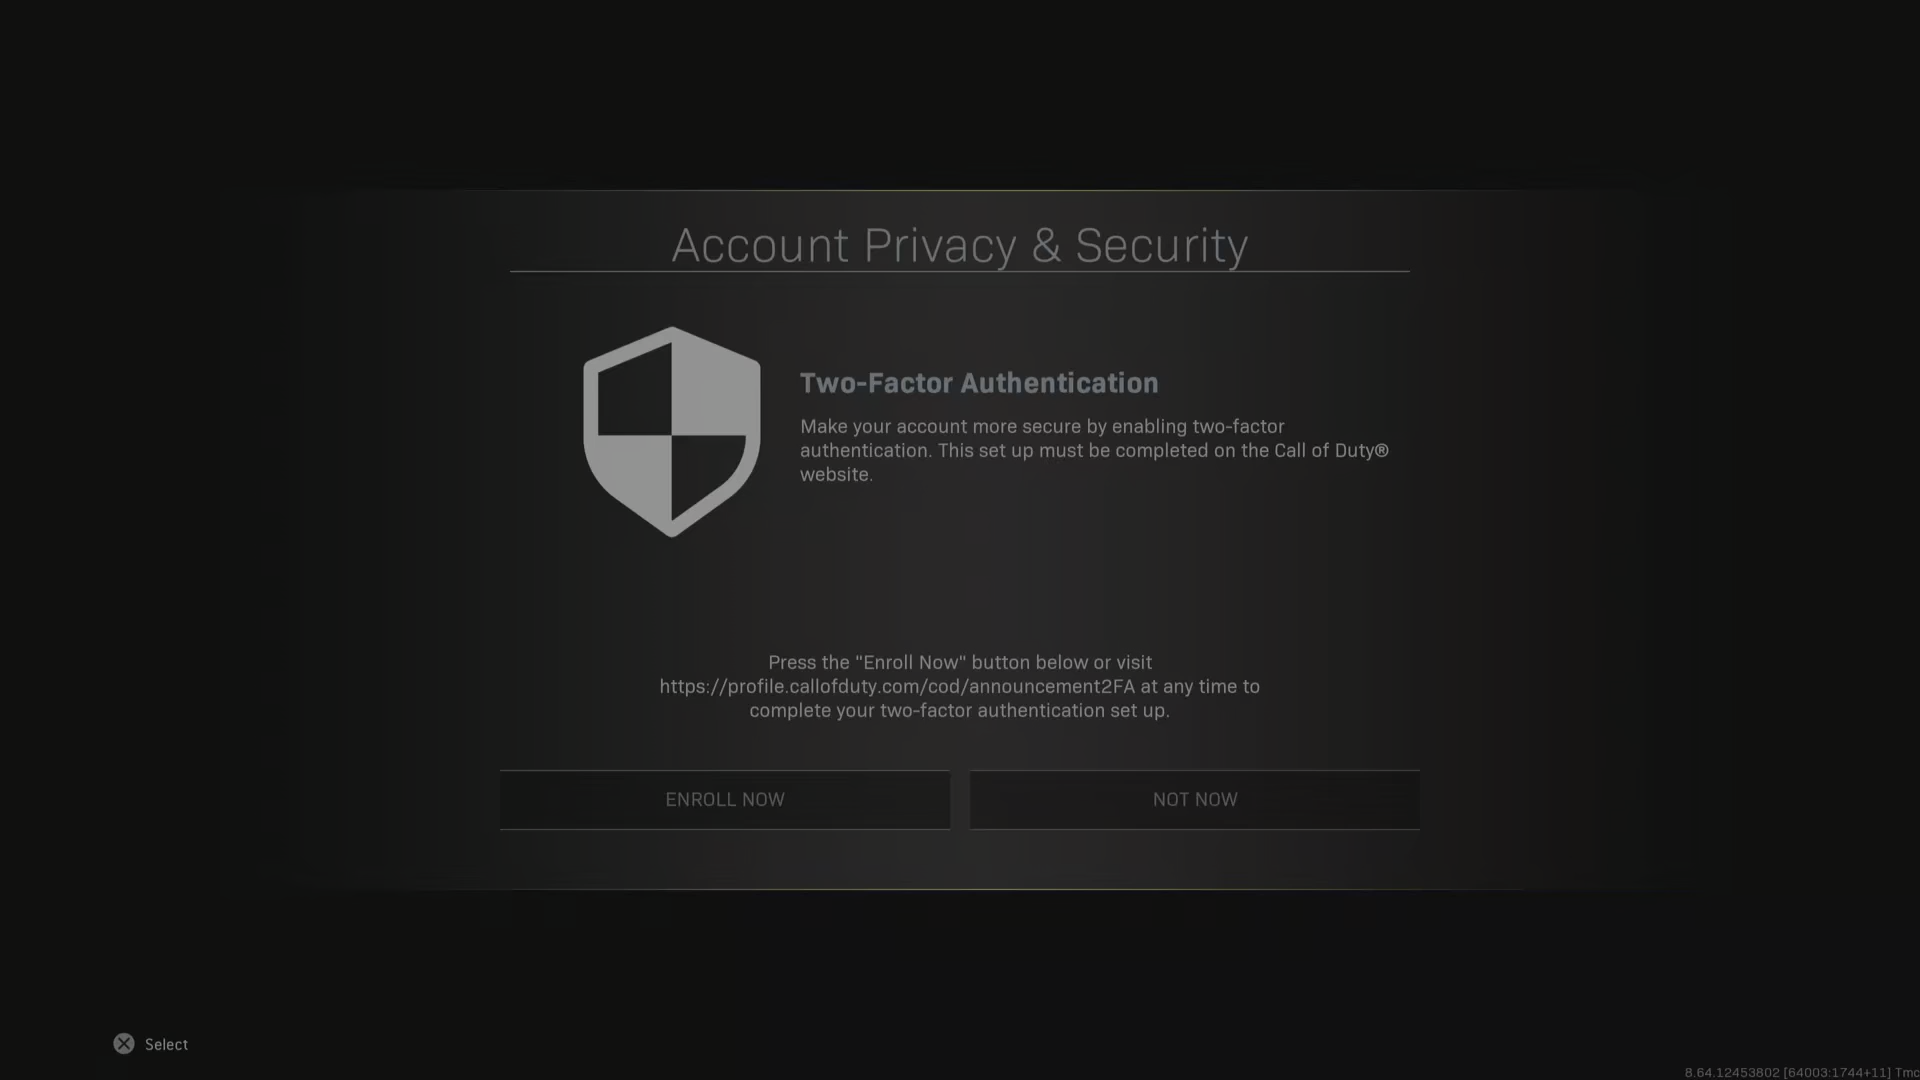 Account Privacy & Security
Two-Factor Authentication
Make your account more secure by enabling two-factor
authentication. This set up must be completed on the Call of Duty®
website.
Press the "Enroll Now" button below or visit
https://profile.callofduty.com/cod/announcement2FA at any time to
complete your two-factor authentication set up.
ENROLL NOW
NOT NOW
Select
8.64.12453802 [64003:1744+11] Tmc